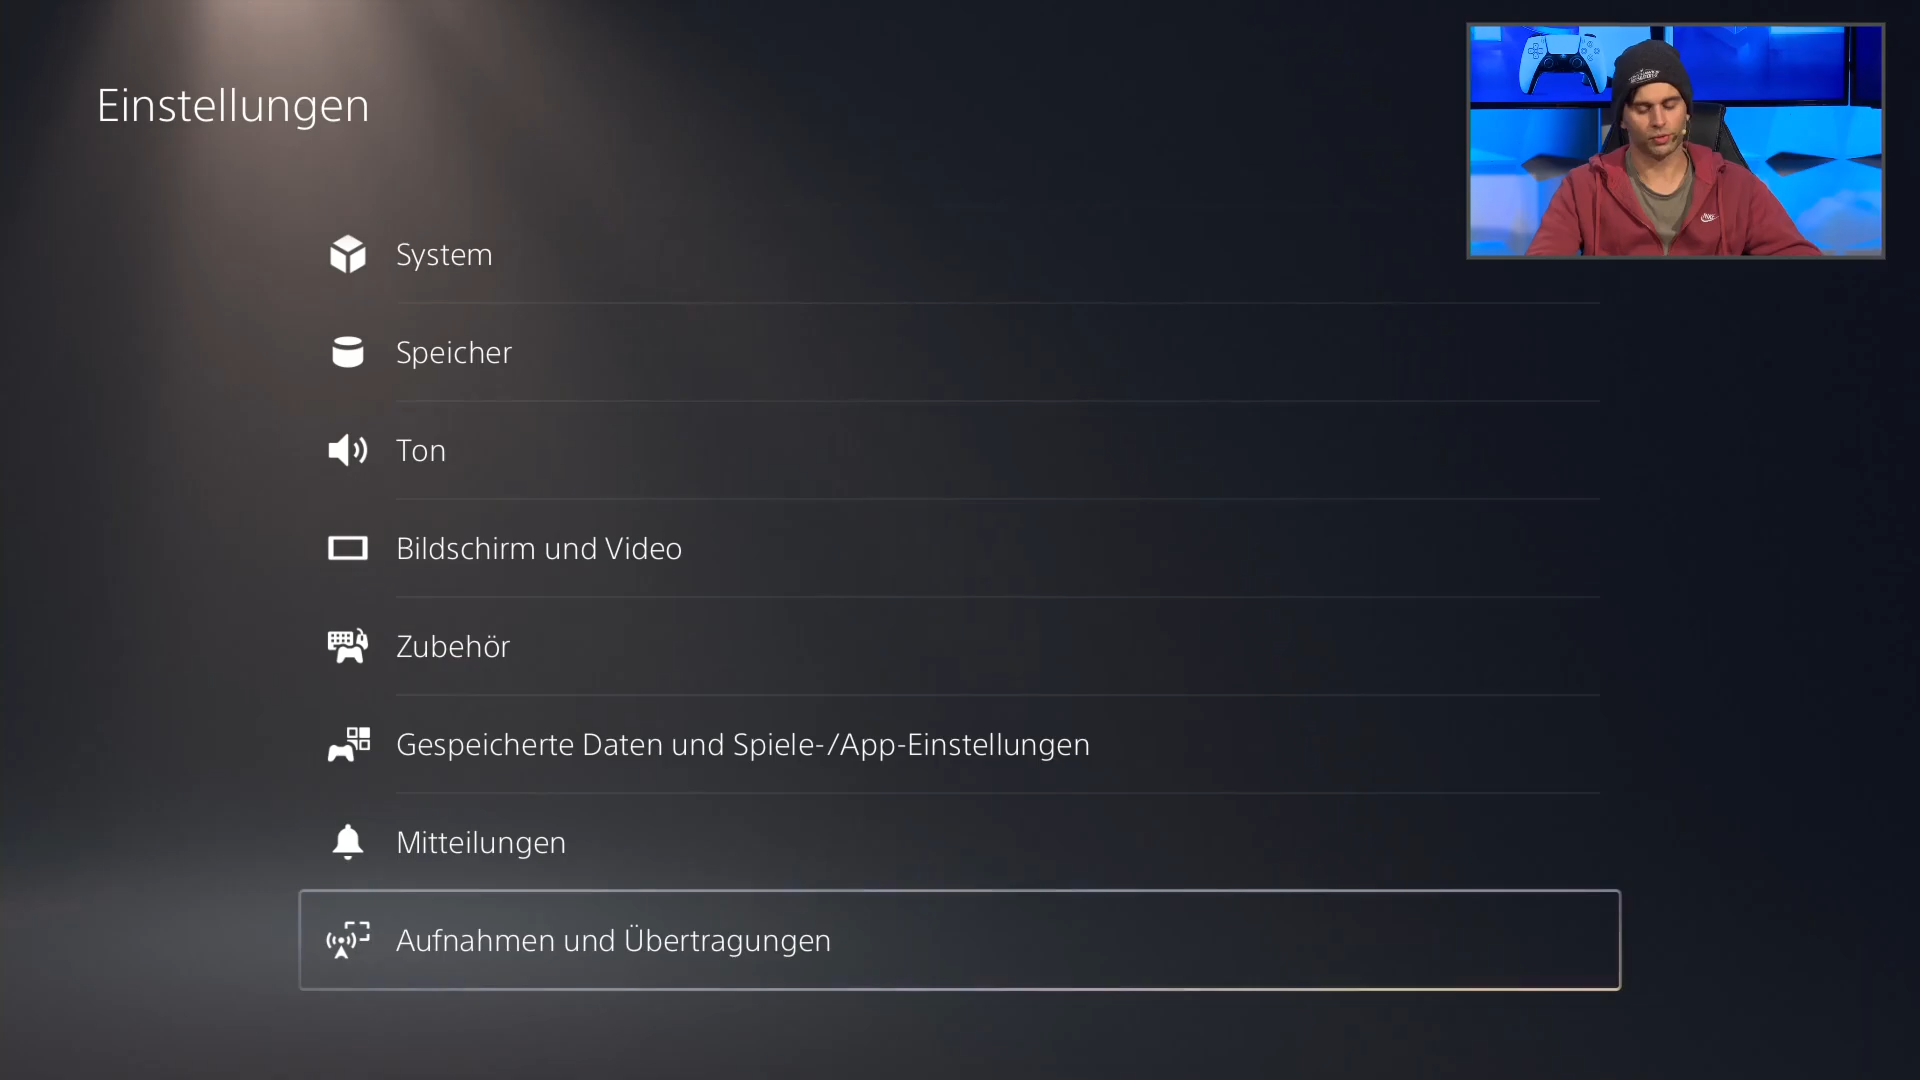 Einstellungen
System
Speicher
Ton
Bildschirm und Video
Zubehör
Gespeicherte Daten und Spiele-/App-Einstellungen
Mitteilungen
Aufnahmen und Übertragungen